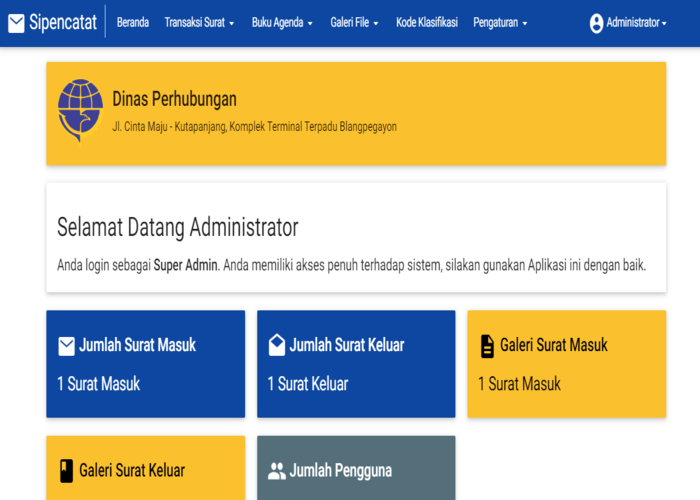 Sipencatat Beranda Transaksi Surat Buku Agenda Galeri File Kode Klasifikasi Pengaturan Administrator
Dinas Perhubungan
Jl. Cinta Maju - Kutapanjang, Komplek Terminal Terpadu Blangpegayon
Selamat Datang Administrator
Anda login sebagai Super Admin. Anda memiliki akses penuh terhadap sistem, silakan gunakan Aplikasi ini dengan baik.
Jumlah Surat Masuk
1 Surat Masuk
Jumlah Surat Keluar
1 Surat Keluar
Galeri Surat Masuk
1 Surat Masuk
Galeri Surat Keluar
Jumlah Pengguna